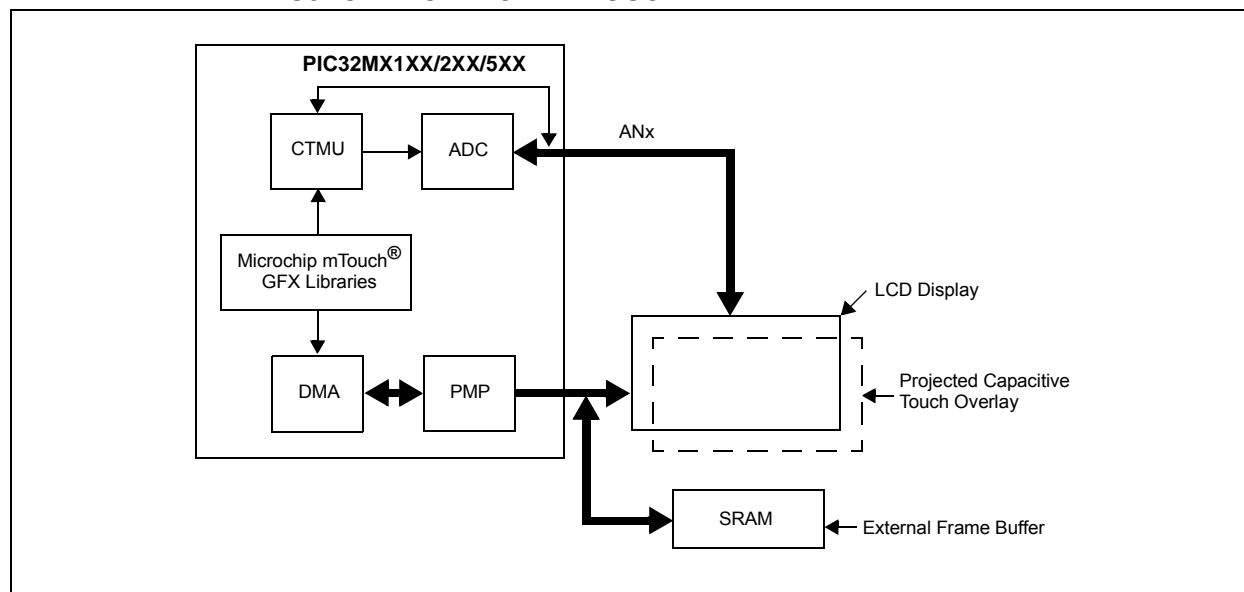 PIC32MX1XX/2XX/5XX
CTMU
ADC
ANx
Microchip mTouch®
GFX Libraries
LCD Display
DMA
PMP
Projected Capacitive
Touch Overlay
SRAM
External Frame Buffer